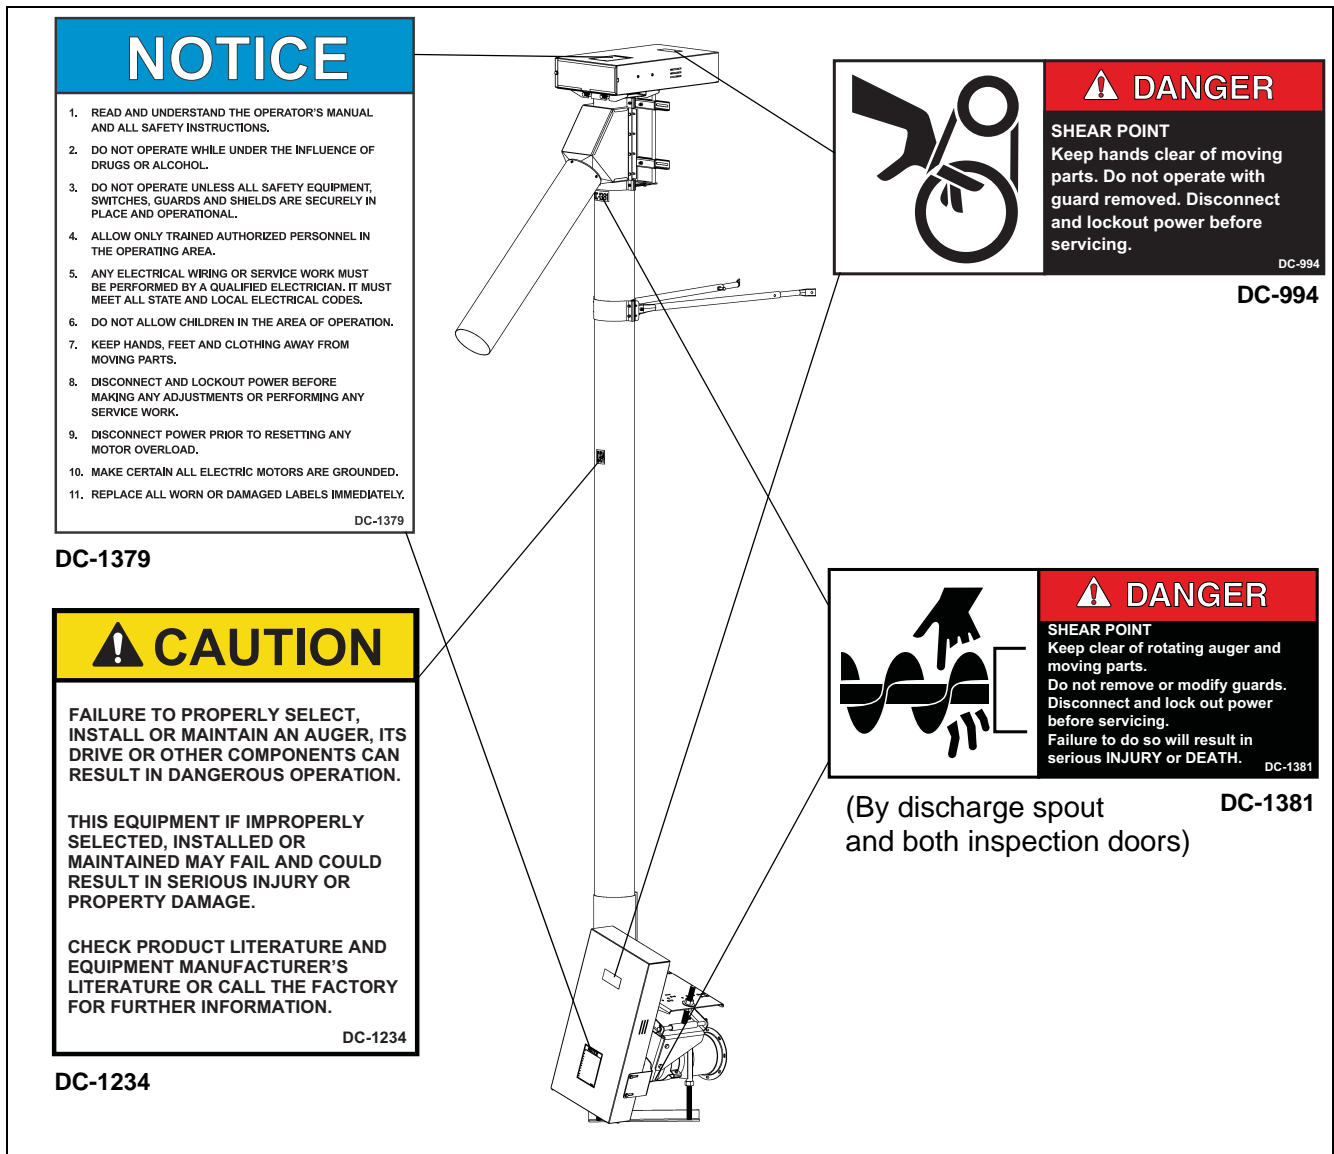 NOTICE
1. READ AND UNDERSTAND THE OPERATOR'S MANUAL
AND ALL SAFETY INSTRUCTIONS.
2. DO NOT OPERATE WHILE UNDER THE INFLUENCE OF
DRUGS OR ALCOHOL.
3. DO NOT OPERATE UNLESS ALL SAFETY EQUIPMENT,
SWITCHES, GUARDS AND SHIELDS ARE SECURELY IN
PLACE AND OPERATIONAL.
4. ALLOW ONLY TRAINED AUTHORIZED PERSONNEL IN
THE OPERATING AREA.
5. ANY ELECTRICAL WIRING OR SERVICE WORK MUST
BE PERFORMED BY A QUALIFIED ELECTRICIAN. IT MUST
MEET ALL STATE AND LOCAL ELECTRICAL CODES.
6. DO NOT ALLOW CHILDREN IN THE AREA OF OPERATION.
7. KEEP HANDS, FEET AND CLOTHING AWAY FROM
MOVING PARTS.
8. DISCONNECT AND LOCKOUT POWER BEFORE
MAKING ANY ADJUSTMENTS OR PERFORMING ANY
SERVICE WORK.
9. DISCONNECT POWER PRIOR TO RESETTING ANY
MOTOR OVERLOAD.
10. MAKE CERTAIN ALL ELECTRIC MOTORS ARE GROUNDED.
11. REPLACE ALL WORN OR DAMAGED LABELS IMMEDIATELY.
DC-1379
DC-1379
CAUTION
FAILURE TO PROPERLY SELECT,
INSTALL OR MAINTAIN AN AUGER, ITS
DRIVE OR OTHER COMPONENTS CAN
RESULT IN DANGEROUS OPERATION.
THIS EQUIPMENT IF IMPROPERLY
SELECTED, INSTALLED OR
MAINTAINED MAY FAIL AND COULD
RESULT IN SERIOUS INJURY OR
PROPERTY DAMAGE.
CHECK PRODUCT LITERATURE AND
EQUIPMENT MANUFACTURER'S
LITERATURE OR CALL THE FACTORY
FOR FURTHER INFORMATION.
DC-1234
DC-1234
DANGER
SHEAR POINT
Keep hands clear of moving
parts. Do not operate with
guard removed. Disconnect
and lockout power before
servicing.
DC-994
DC-994
DANGER
SHEAR POINT
Keep clear of rotating auger and
moving parts.
Do not remove or modify guards.
Disconnect and lock out power
before servicing.
Failure to do so will result in
serious INJURY or DEATH.
DC-1381
DC-1381
(By discharge spout
and both inspection doors)